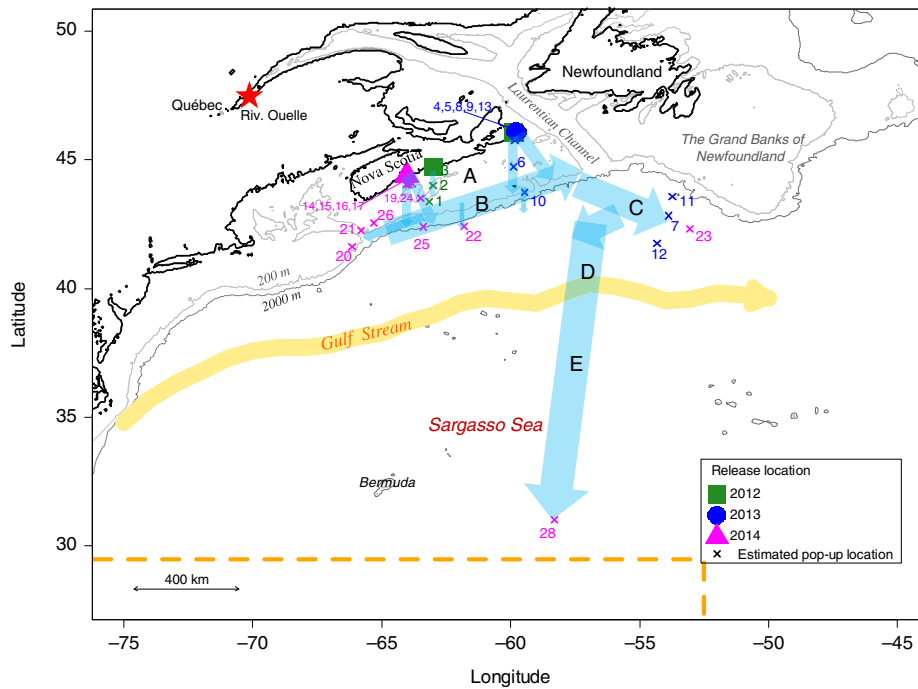 50
45
40
35
30
Latitude
−75
−70
−65
−60
−55
−50
−45
Longitude
Québec
Riv. Ouelle
Nova Scotia
Newfoundland
Laurentian Channel
The Grand Banks of
Newfoundland
4,5,8,9,13
3
2
1
A
6
14,15,16,17
19,24
26
21
20
B
25
22
10
C
11
7
23
12
200 m
2000 m
D
Gulf Stream
E
Sargasso Sea
Bermuda
28
400 km
Release location
2012
2013
2014
Estimated pop-up location